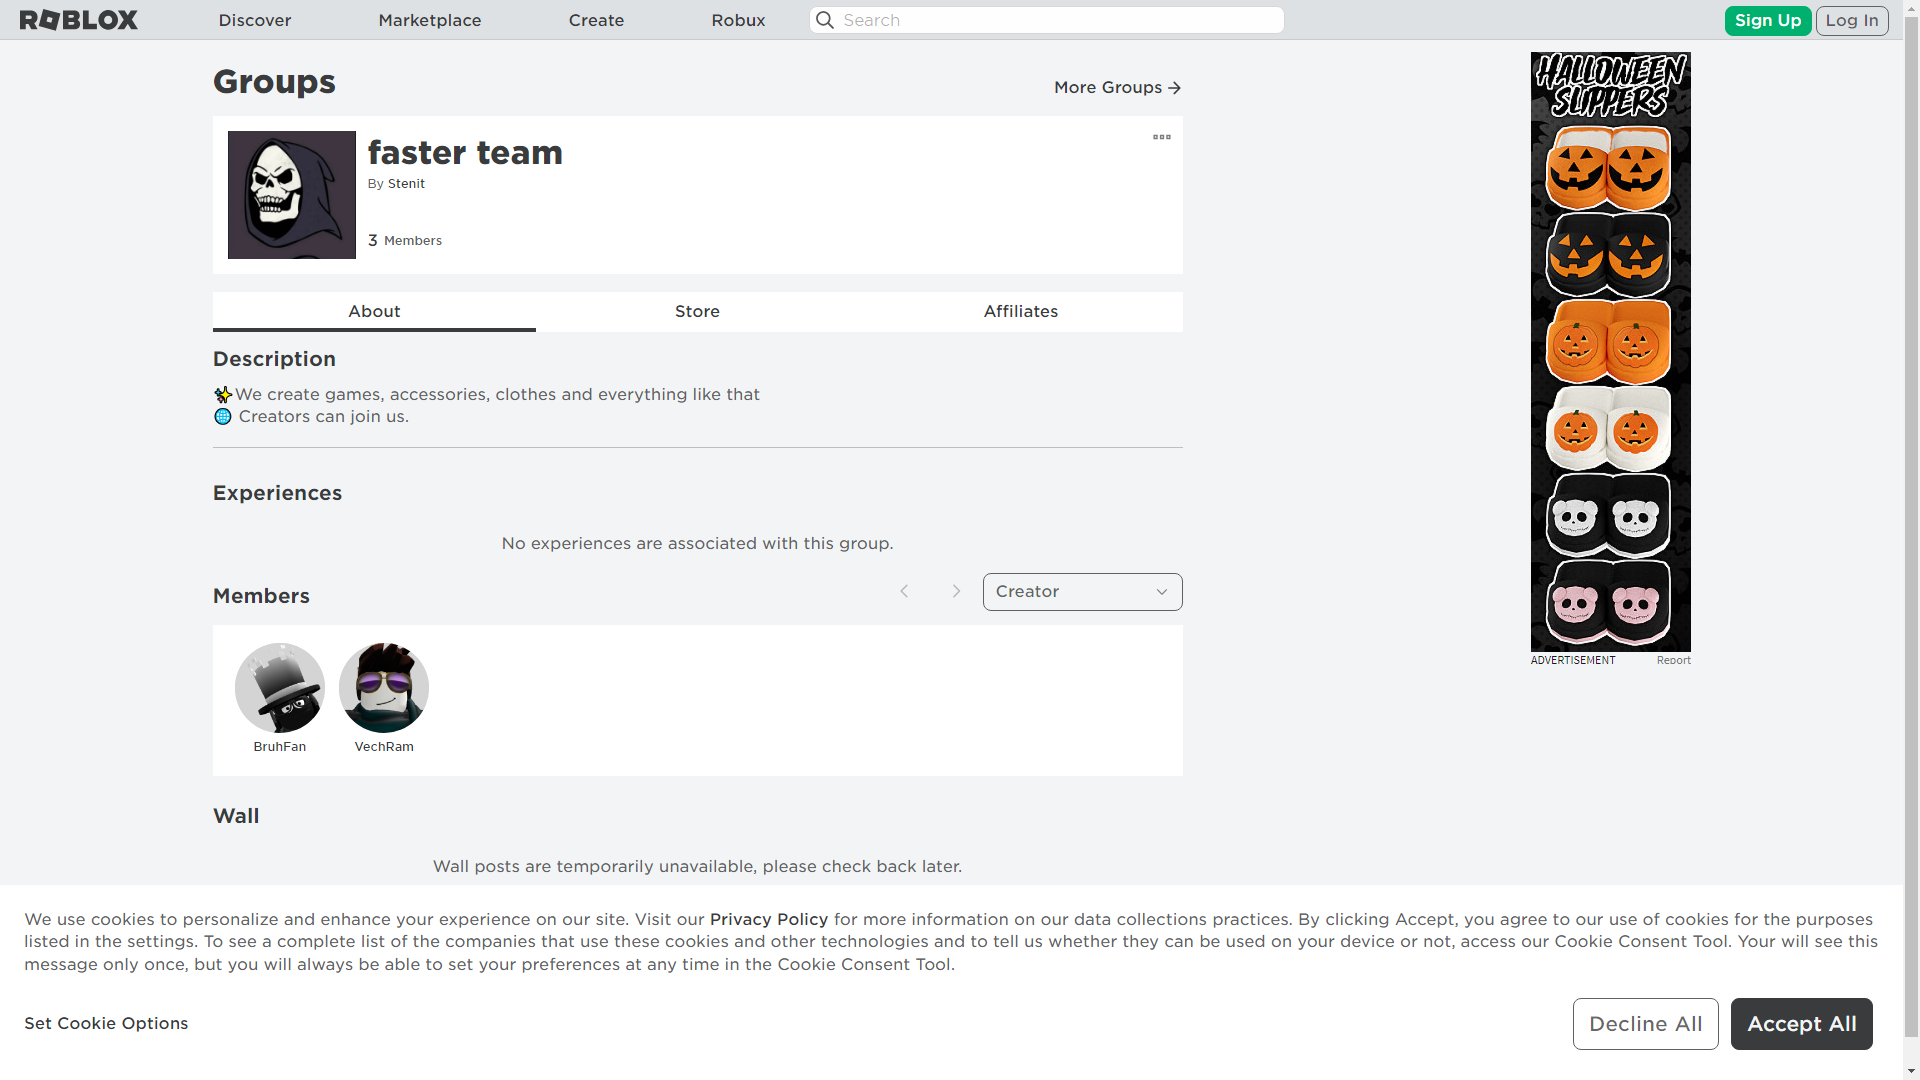 ROBLOX
Discover
Marketplace
Create
Robux
Search
Sign Up
Log In
Groups
More Groups
faster team
By Stenit
3 Members
About
Store
Affiliates
Description
✨We create games, accessories, clothes and everything like that
🌐 Creators can join us.
Experiences
No experiences are associated with this group.
Members
Creator
BruhFan
VechRam
Wall
Wall posts are temporarily unavailable, please check back later.
HALLOWEEN
SLIPPERS
ADVERTISEMENT
Report
We use cookies to personalize and enhance your experience on our site. Visit our Privacy Policy for more information on our data collections practices. By clicking Accept, you agree to our use of cookies for the purposes
listed in the settings. To see a complete list of the companies that use these cookies and other technologies and to tell us whether they can be used on your device or not, access our Cookie Consent Tool. Your will see this
message only once, but you will always be able to set your preferences at any time in the Cookie Consent Tool.
Set Cookie Options
Decline All
Accept All